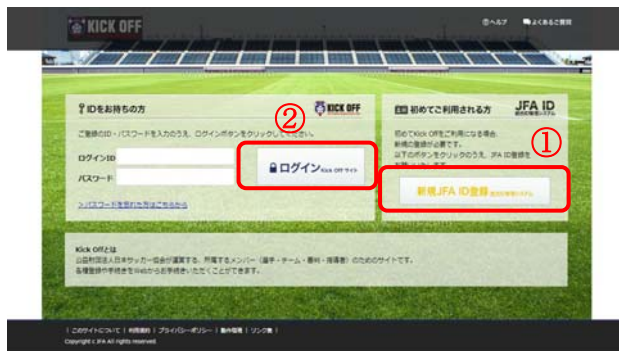 KICK OFF
ヘルプ
よくあるご質問
IDをお持ちの方
KICK OFF
②
ご登録のID・パスワードを入力のうえ、ログインボタンをクリックしてください。
ログインID
パスワード
ログイン Kick Off サイト
>パスワードを忘れた方はこちらから
初めてご利用される方
JFA ID
①
初めてKick Offをご利用になる場合、
新規の登録が必要です。
以下のボタンをクリックのうえ、JFA ID登録を
新規JFA ID登録
Kick Offとは
公益財団法人日本サッカー協会が運営する、所属するメンバー（選手・チーム・審判・指導者）のためのサイトです。
各種登録や手続きをWebからお手続きいただくことができます。
| このサイトについて | 利用規約 | プライバシーポリシー | 動作環境 | リンク集 |
Copyright c JFA All rights reserved.